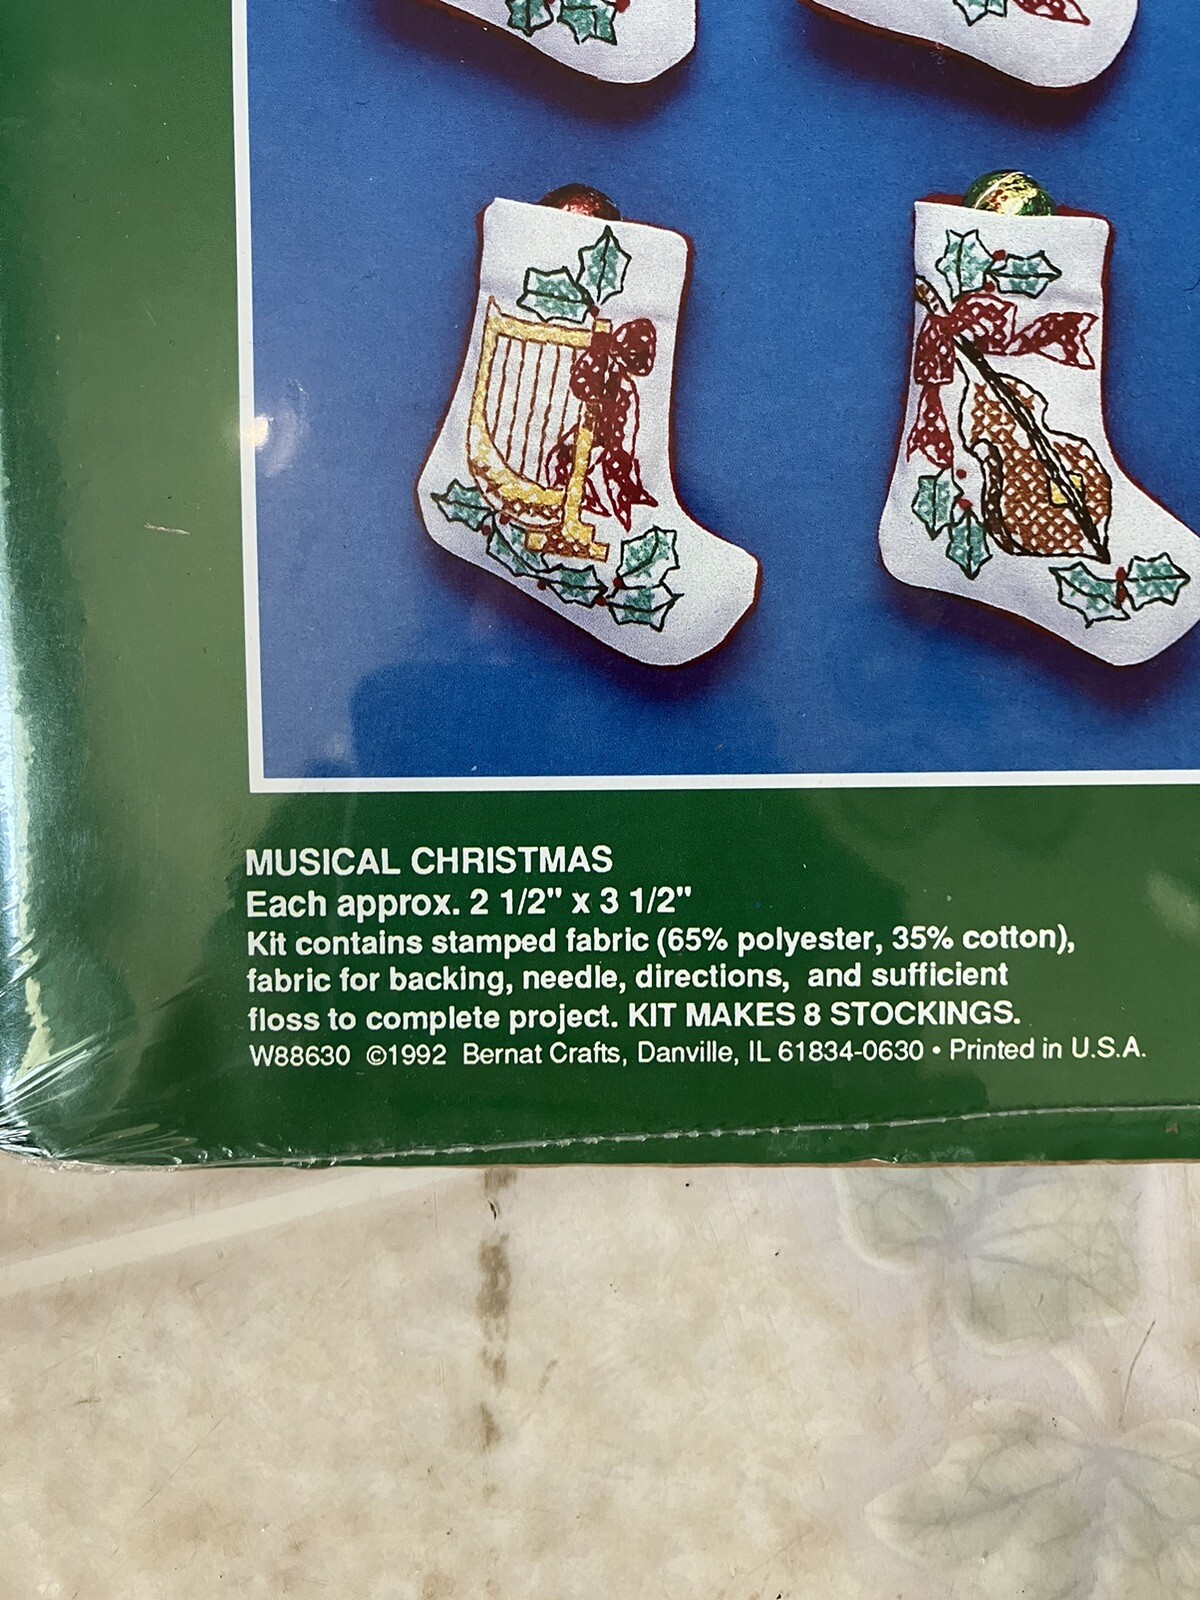 MUSICAL CHRISTMAS
Each approx. 2 1/2" x 3 1/2"
Kit contains stamped fabric (65% polyester, 35% cotton),
fabric for backing, needle, directions, and sufficient
floss to complete project. KIT MAKES 8 STOCKINGS.
W88630 ©1992 Bernat Crafts, Danville, IL 61834-0630 • Printed in U.S.A.